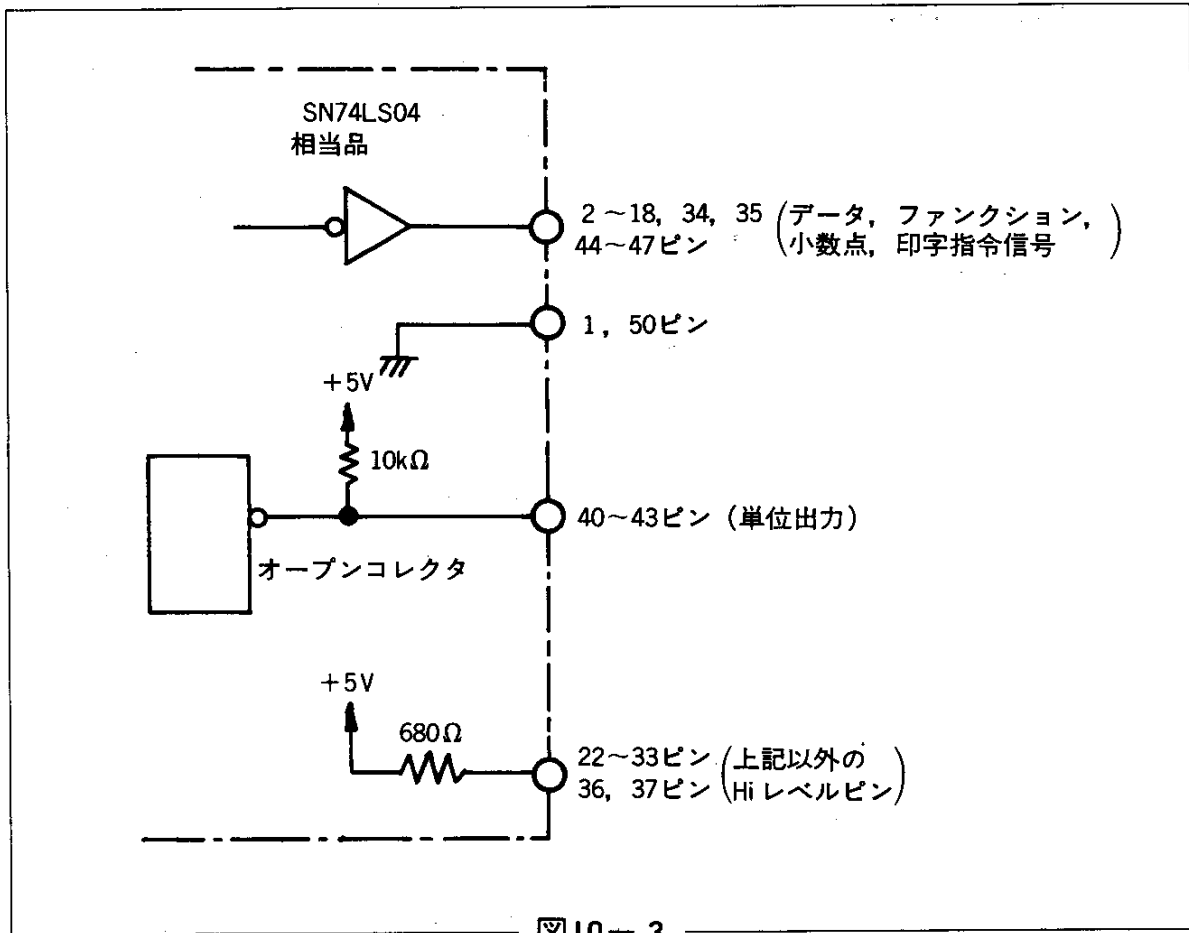 SN74LS04
相当品
2～18, 34, 35 (データ, ファンクション,
44～47ピン 小数点, 印字指令信号)
1, 50ピン
+5V
10kΩ
40～43ピン (単位出力)
オープンコレクタ
+5V
680Ω
22～33ピン (上記以外の
36, 37ピン Hiレベルピン)
図10－